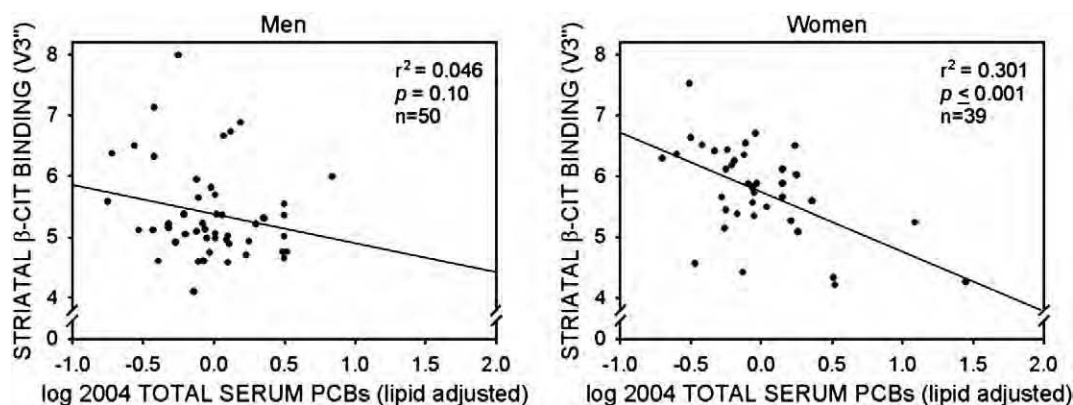 Men
STRIATAL β-CIT BINDING (V3")
8
7
6
5
4
0
r² = 0.046
p = 0.10
n=50
-1.0 -0.5 0.0 0.5 1.0 1.5 2.0
log 2004 TOTAL SERUM PCBs (lipid adjusted)
Women
STRIATAL β-CIT BINDING (V3")
8
7
6
5
4
0
r² = 0.301
p ≤ 0.001
n=39
-1.0 -0.5 0.0 0.5 1.0 1.5 2.0
log 2004 TOTAL SERUM PCBs (lipid adjusted)